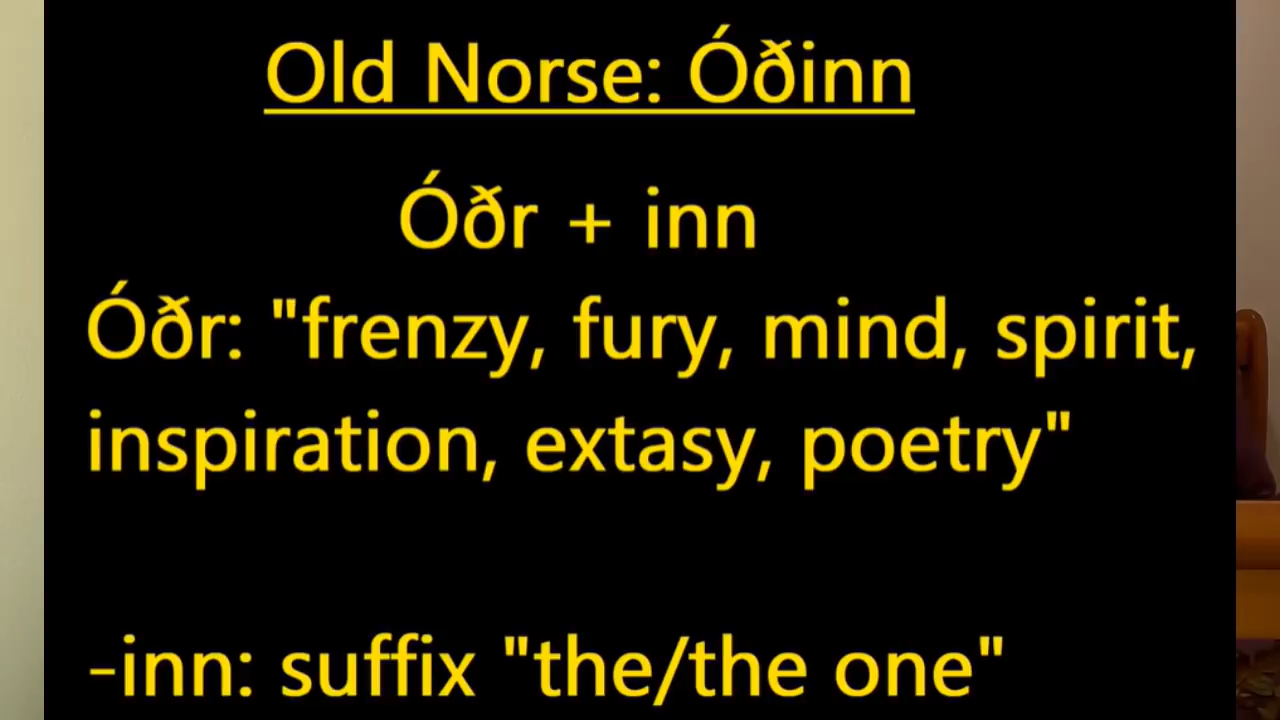 Old Norse: Óðinn
Óðr + inn
Óðr: "frenzy, fury, mind, spirit,
inspiration, extasy, poetry"
-inn: suffix "the/the one"